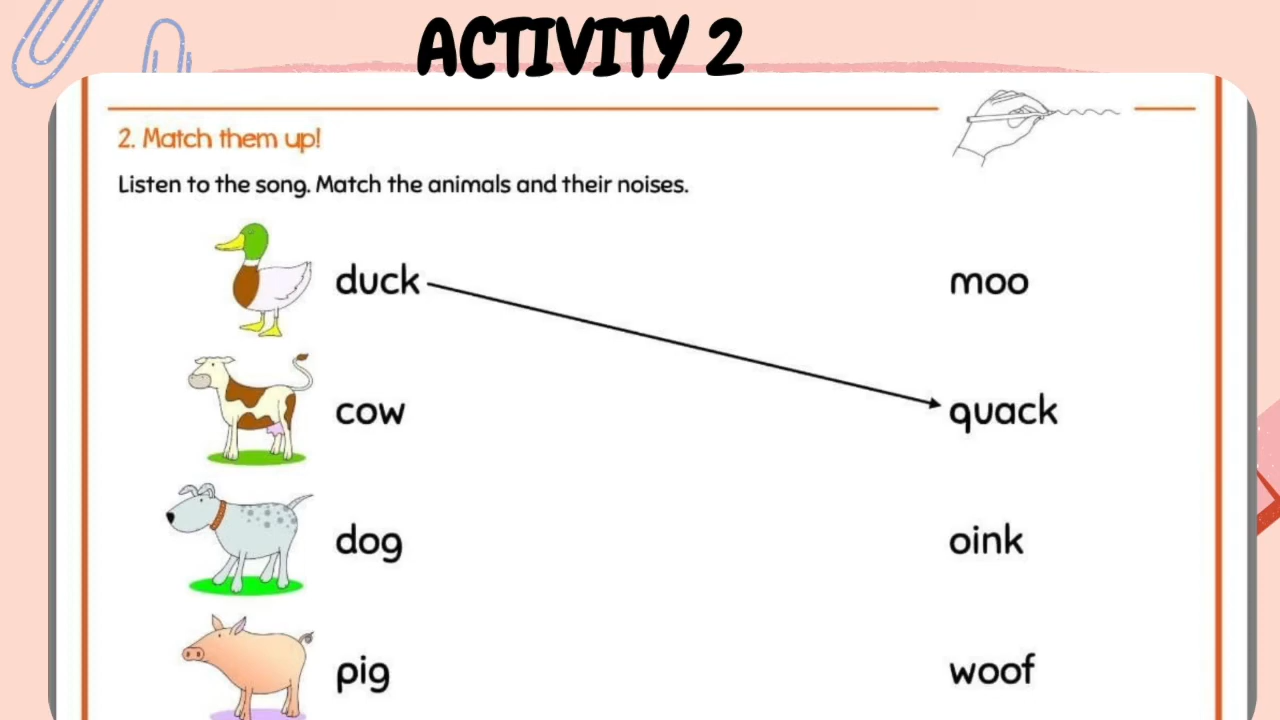 ACTIVITY 2
2. Match them up!
Listen to the song. Match the animals and their noises.
duck moo
cow quack
dog oink
pig woof